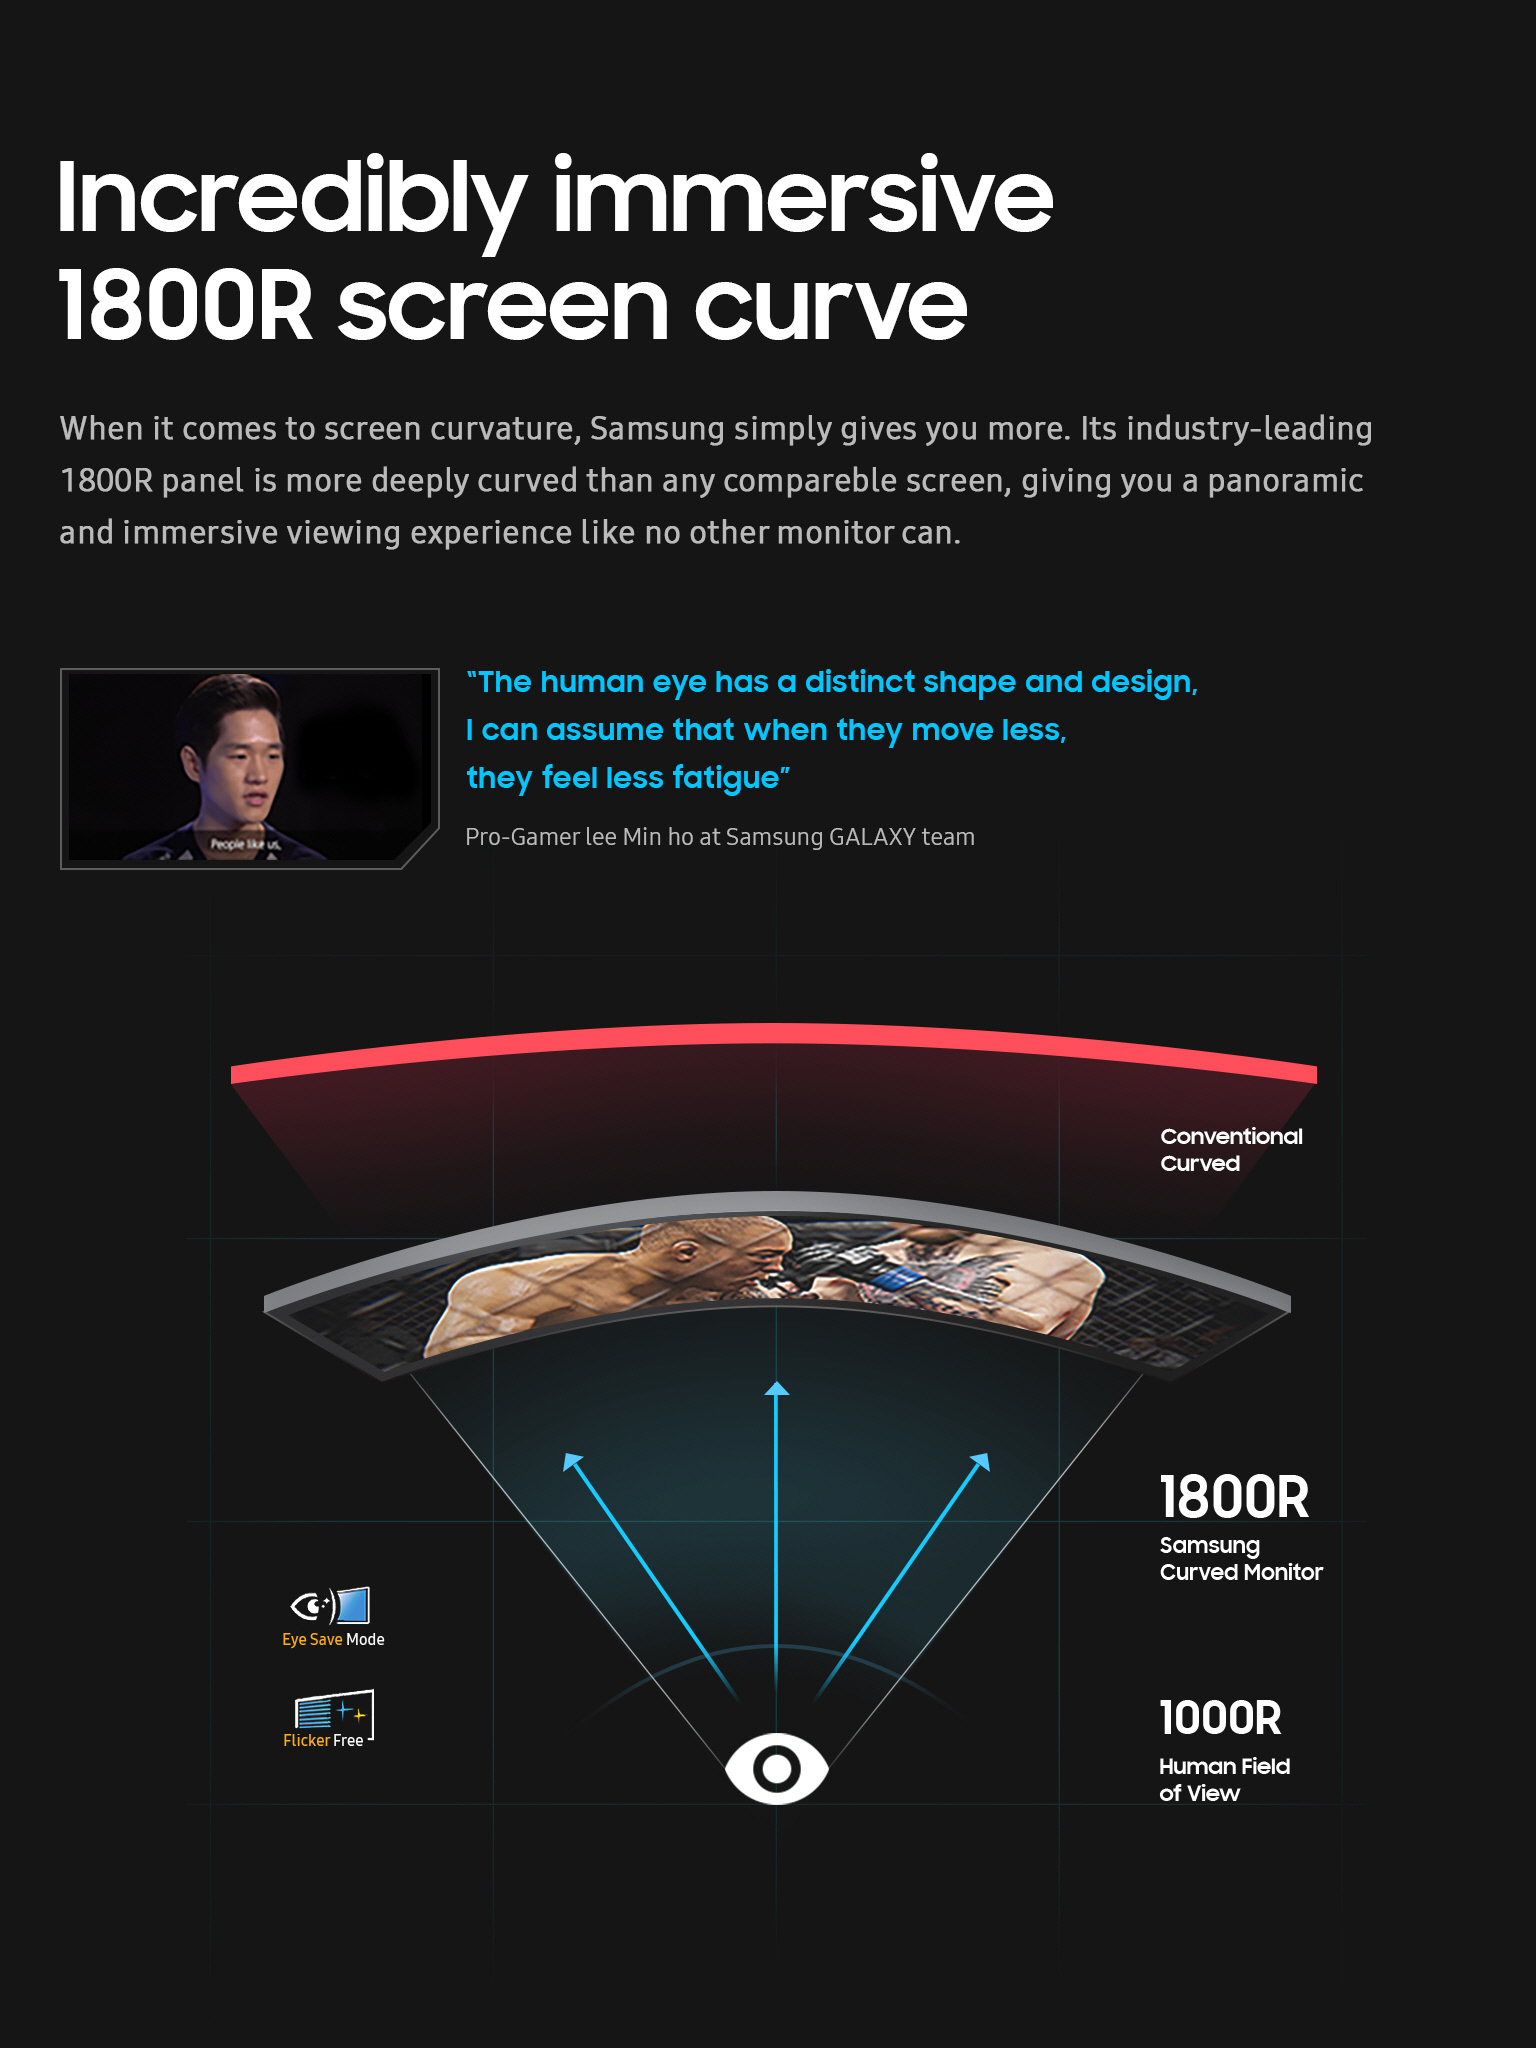 Incredibly immersive
1800R screen curve
When it comes to screen curvature, Samsung simply gives you more. Its industry-leading
1800R panel is more deeply curved than any compareble screen, giving you a panoramic
and immersive viewing experience like no other monitor can.
People like us,
“The human eye has a distinct shape and design,
I can assume that when they move less,
they feel less fatigue”
Pro-Gamer lee Min ho at Samsung GALAXY team
Conventional
Curved
1800R
Samsung
Curved Monitor
Eye Save Mode
Flicker Free
1000R
Human Field
of View